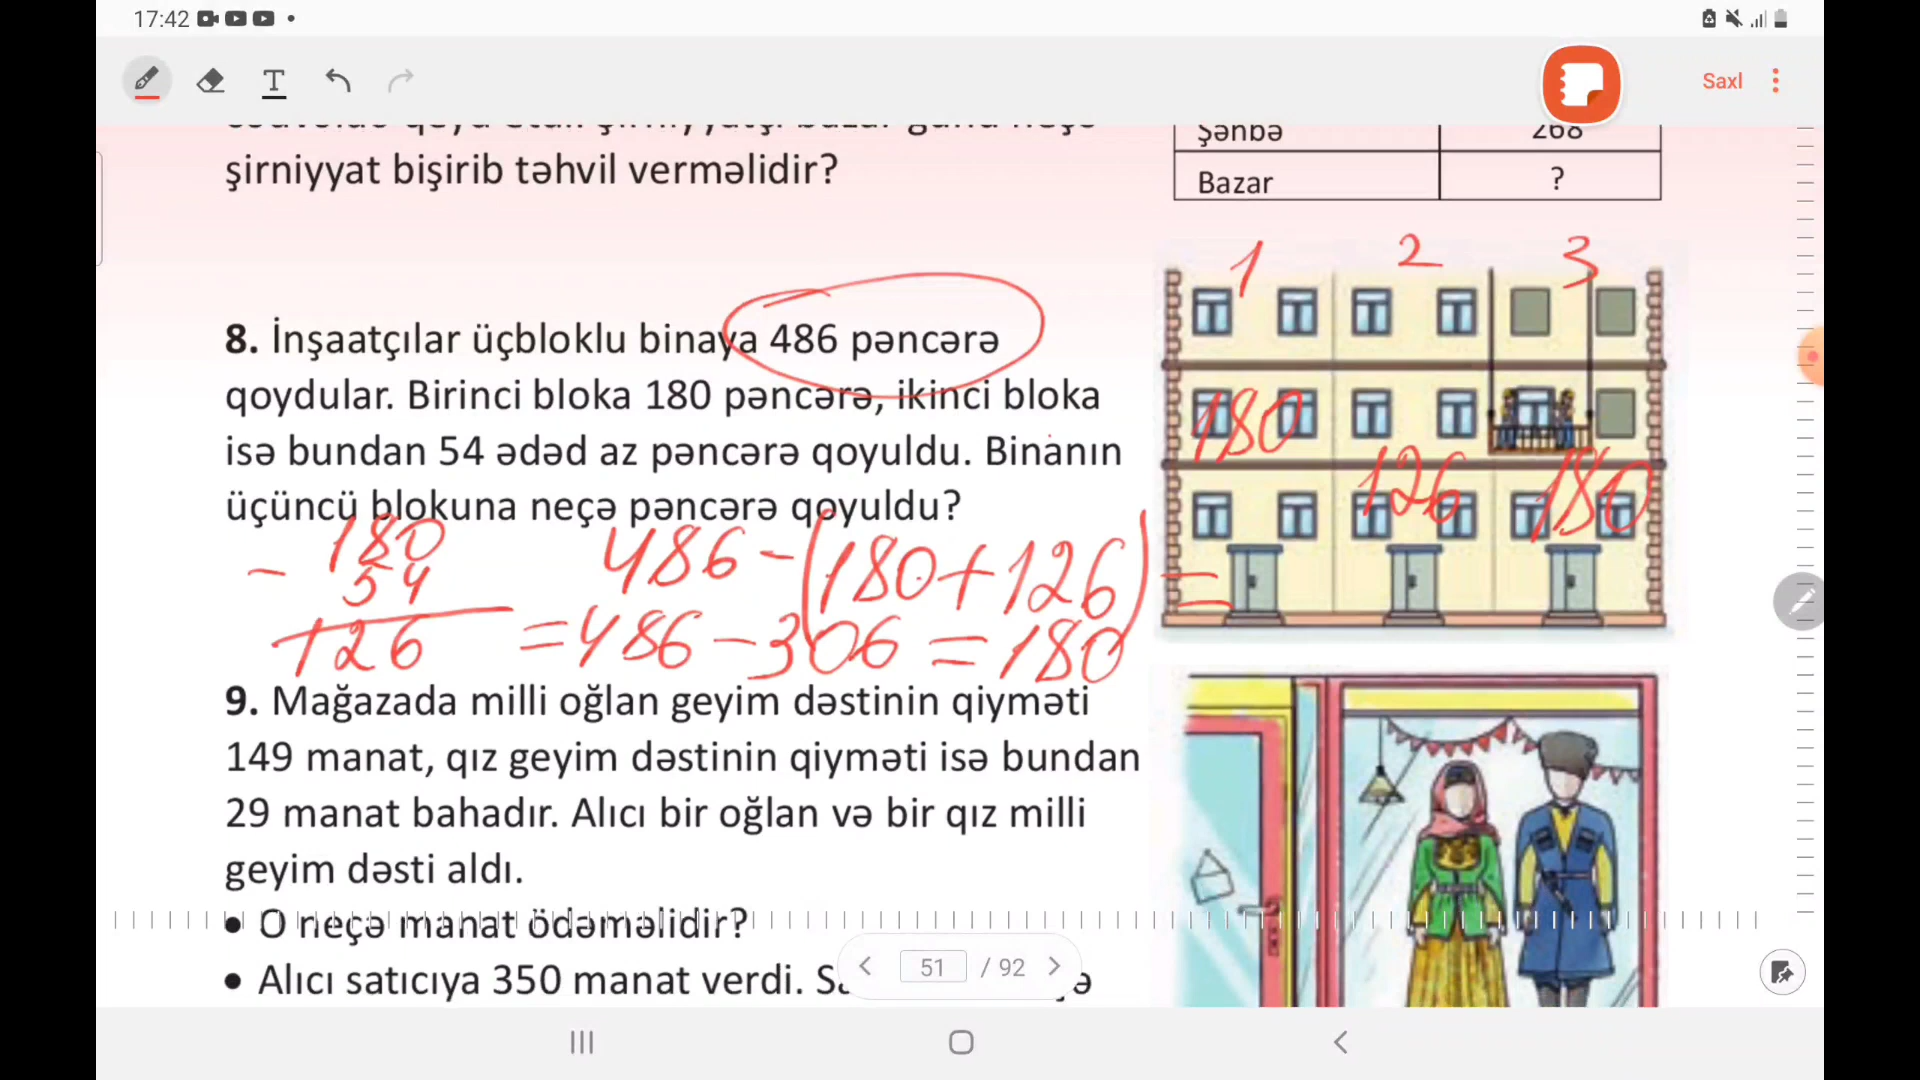 17:42
Saxl
şirniyyat bişirib təhvil verməlidir?
Şənbə 268
Bazar ?
1 2 3
8. İnşaatçılar üçbloklu binaya 486 pəncərə
qoydular. Birinci bloka 180 pəncərə, ikinci bloka
isə bundan 54 ədəd az pəncərə qoyuldu. Binanın
üçüncü blokuna neçə pəncərə qoyuldu?
180
126
180
- 180
54
126
486-(180+126)=
=486-306=180
9. Mağazada milli oğlan geyim dəstinin qiyməti
149 manat, qız geyim dəstinin qiyməti isə bundan
29 manat bahadır. Alıcı bir oğlan və bir qız milli
geyim dəsti aldı.
• O neçə manat ödəməlidir?
• Alıcı satıcıya 350 manat verdi.
51 / 92